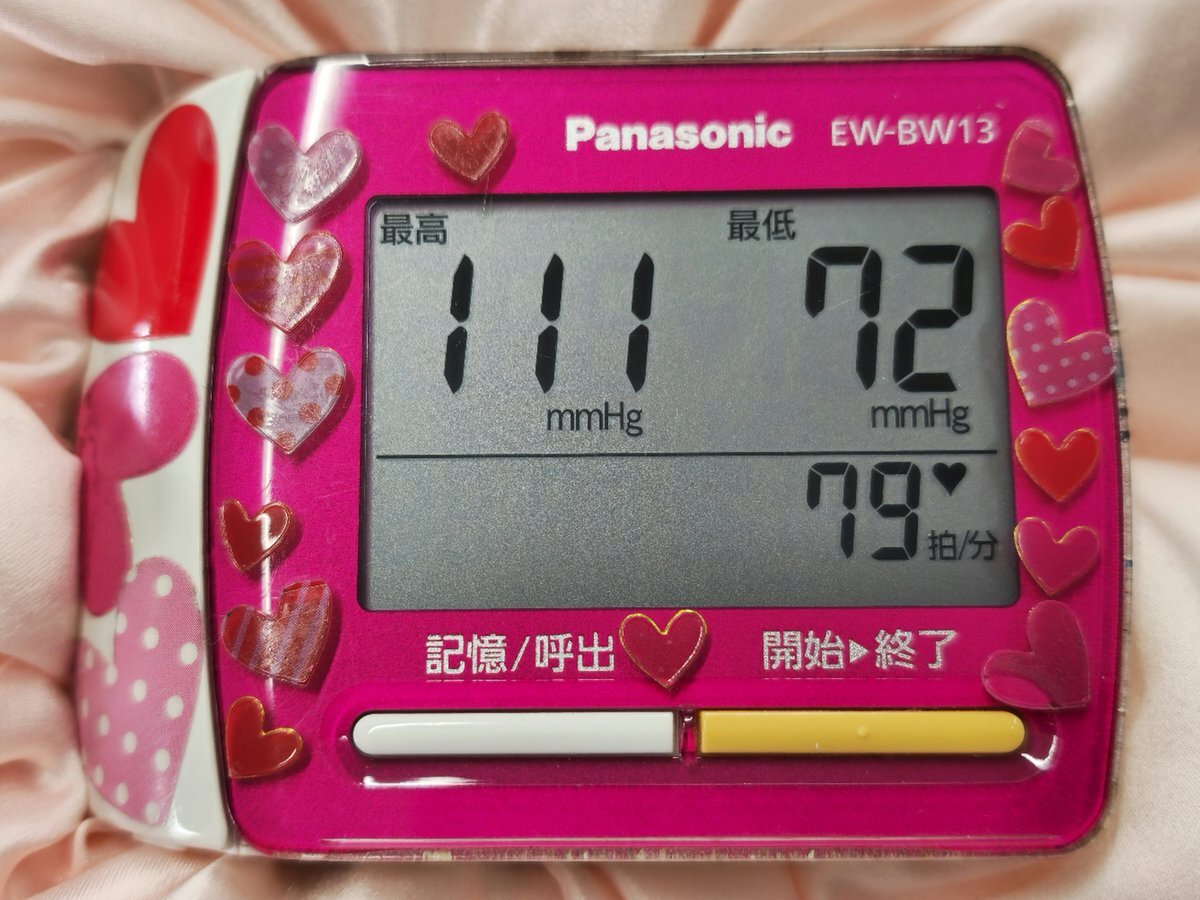 Panasonic EW-BW13
最高 最低
111 72
mmHg mmHg
79 拍/分
記憶/呼出 開始▶終了